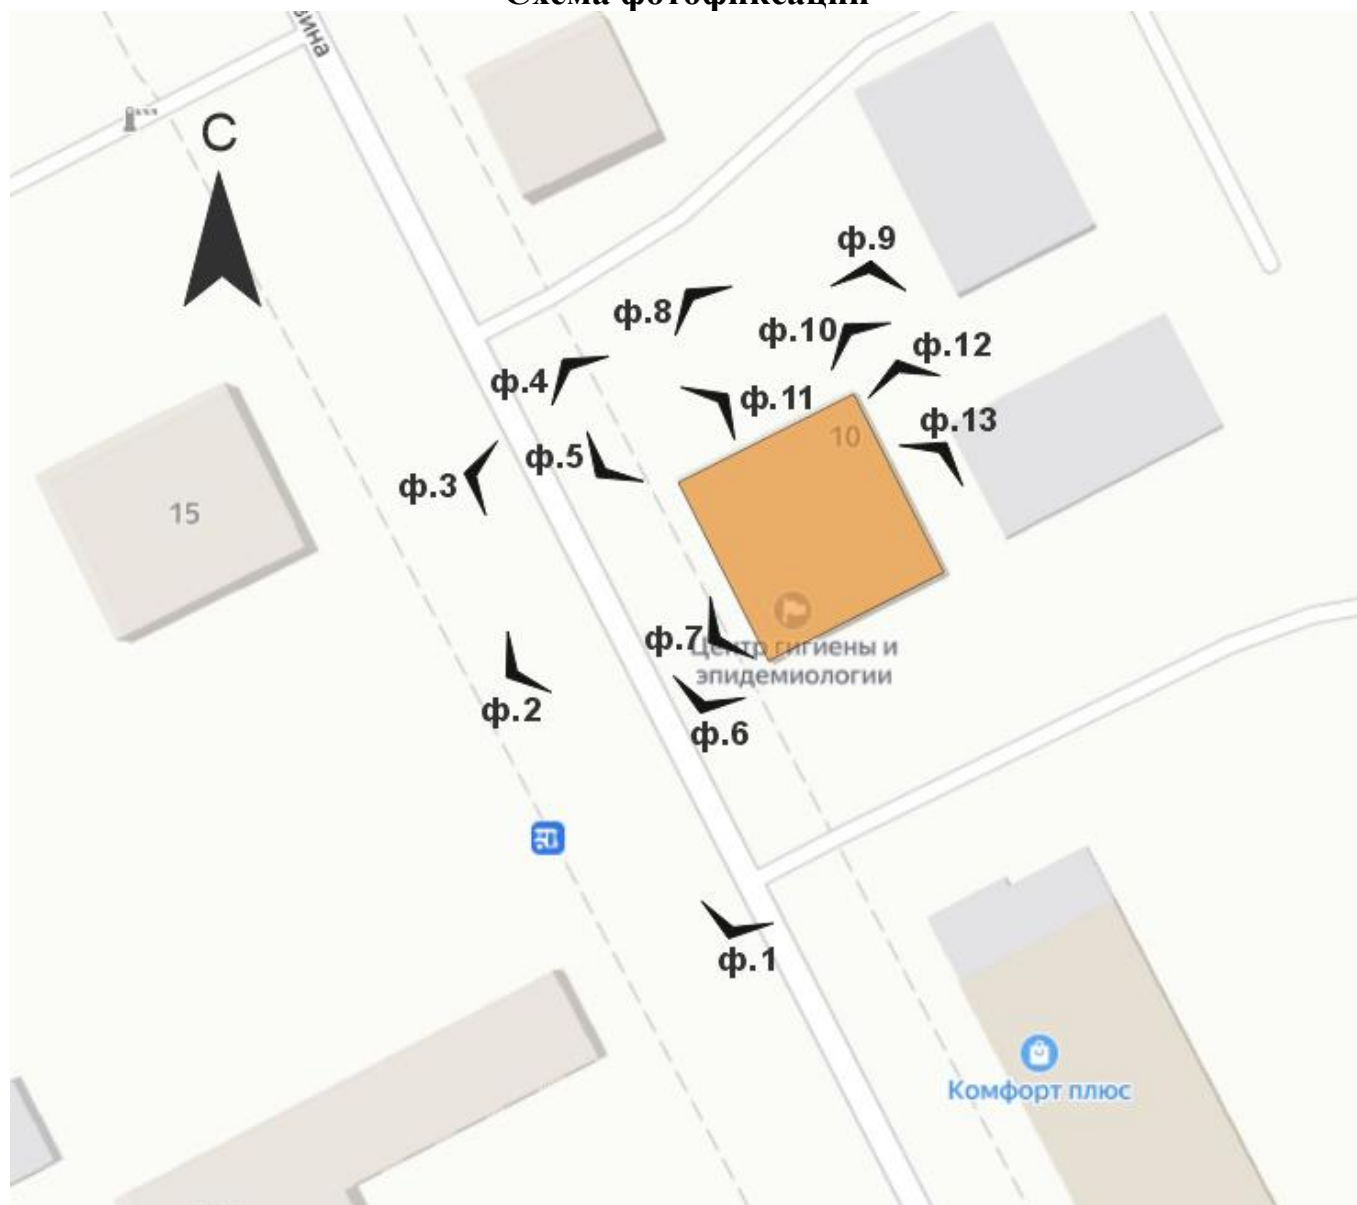 Схема фотофиксации
С
ф.9
ф.8
ф.10
ф.12
ф.4
ф.11
ф.13
10
ф.5
ф.3
15
ф.7
Центр гигиены и
эпидемиологии
ф.2
ф.6
ф.1
Комфорт плюс